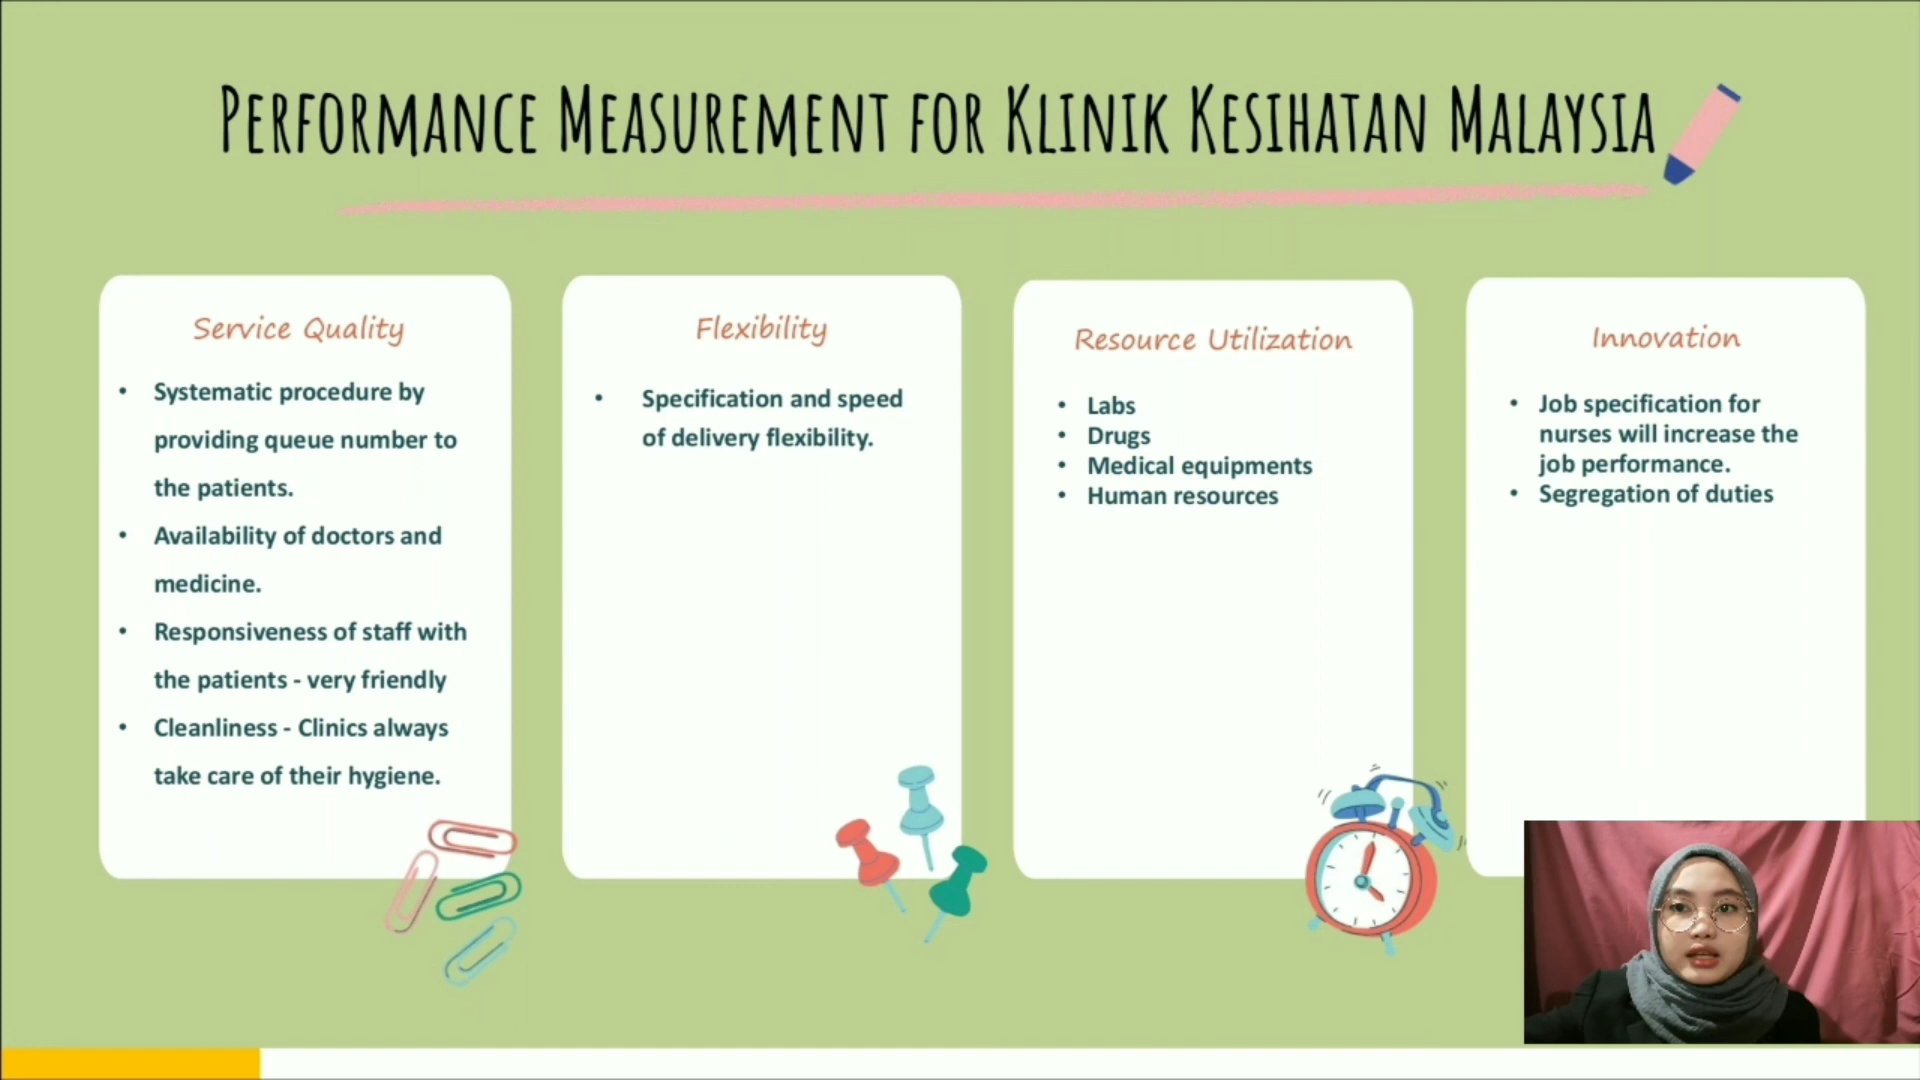 Performance Measurement for Klinik Kesihatan Malaysia
Service Quality
• Systematic procedure by
providing queue number to
the patients.
• Availability of doctors and
medicine.
• Responsiveness of staff with
the patients - very friendly
• Cleanliness - Clinics always
take care of their hygiene.
Flexibility
• Specification and speed
of delivery flexibility.
Resource Utilization
• Labs
• Drugs
• Medical equipments
• Human resources
Innovation
• Job specification for
nurses will increase the
job performance.
• Segregation of duties